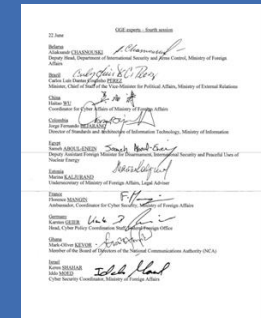 GGE experts – fourth session
22 June
Belarus
Aliaksandr CHASNOUSKI
Deputy Head, Department of International Security and Arms Control, Ministry of Foreign
Affairs
Brazil
Carlos Luis Dantas PEREZ
Minister, Chief of Staff of the Vice-Minister for Political Affairs, Ministry of External Relations
China
Haitao WU
Coordinator for Cyber Affairs of Ministry of Foreign Affairs
Colombia
Jorge Fernando BEJARANO
Director of Standards and Architecture of Information Technology, Ministry of Information
Egypt
Sameh ABOUL-ENEIN
Deputy Assistant Foreign Minister for Disarmament, International Security and Peaceful Uses of
Nuclear Energy
Estonia
Marina KALJURAND
Undersecretary of Ministry of Foreign Affairs, Legal Adviser
France
Florence MANGIN
Ambassador, Coordinator for Cyber Security, Ministry of Foreign Affairs
Germany
Karsten GEIER
Head, Cyber Policy Coordination Staff, Federal Foreign Office
Ghana
Mark-Oliver KEVOR
Member of the Board of Directors of the National Communications Authority (NCA)
Israel
Keren SHAHAR
Iddo MOED
Cyber Security Coordinator, Ministry of Foreign Affairs